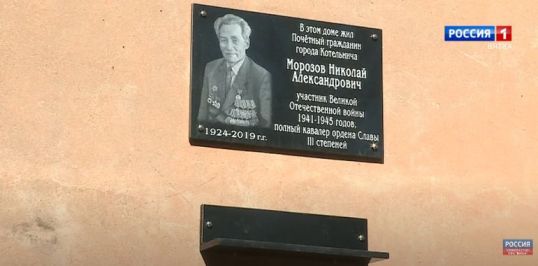 В этом доме жил
Почётный гражданин
города Котельнича
Морозов Николай
Александрович
участник Великой
Отечественной войны
1941-1945 годов,
полный кавалер ордена Славы
III степеней
1924-2019 г.г.
РОССИЯ 1
ВЯТКА
РОССИЯ